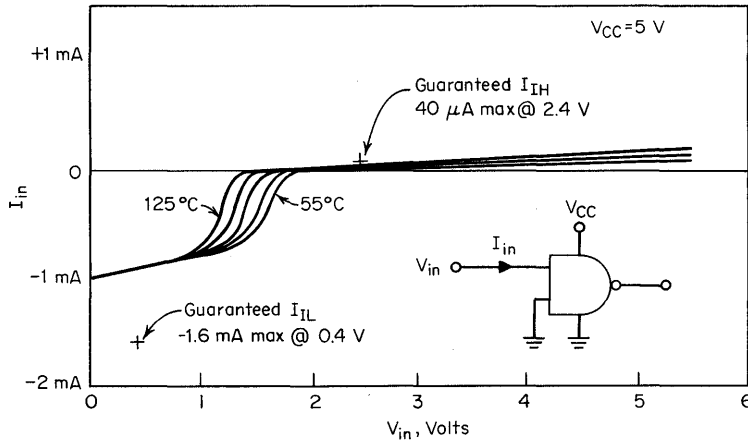 V_CC = 5 V
+1 mA
Guaranteed I_IH
40 μA max @ 2.4 V
0
I_in
125°C
55°C
V_CC
I_in
V_in
-1 mA
Guaranteed I_IL
-1.6 mA max @ 0.4 V
-2 mA
0 1 2 3 4 5 6
V_in, Volts